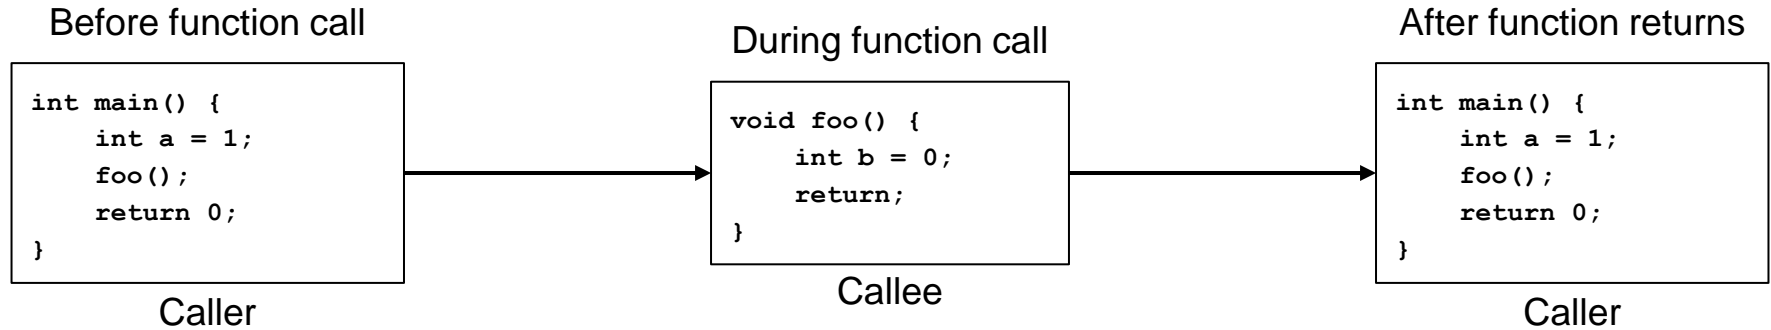 Before function call
int main() {
    int a = 1;
    foo();
    return 0;
}
Caller
During function call
void foo() {
    int b = 0;
    return;
}
Callee
After function returns
int main() {
    int a = 1;
    foo();
    return 0;
}
Caller